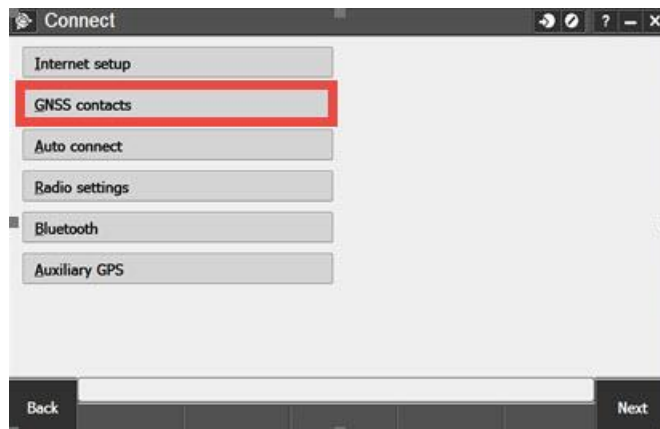 Connect
? – X
Internet setup
GNSS contacts
Auto connect
Radio settings
Bluetooth
Auxiliary GPS
Back
Next